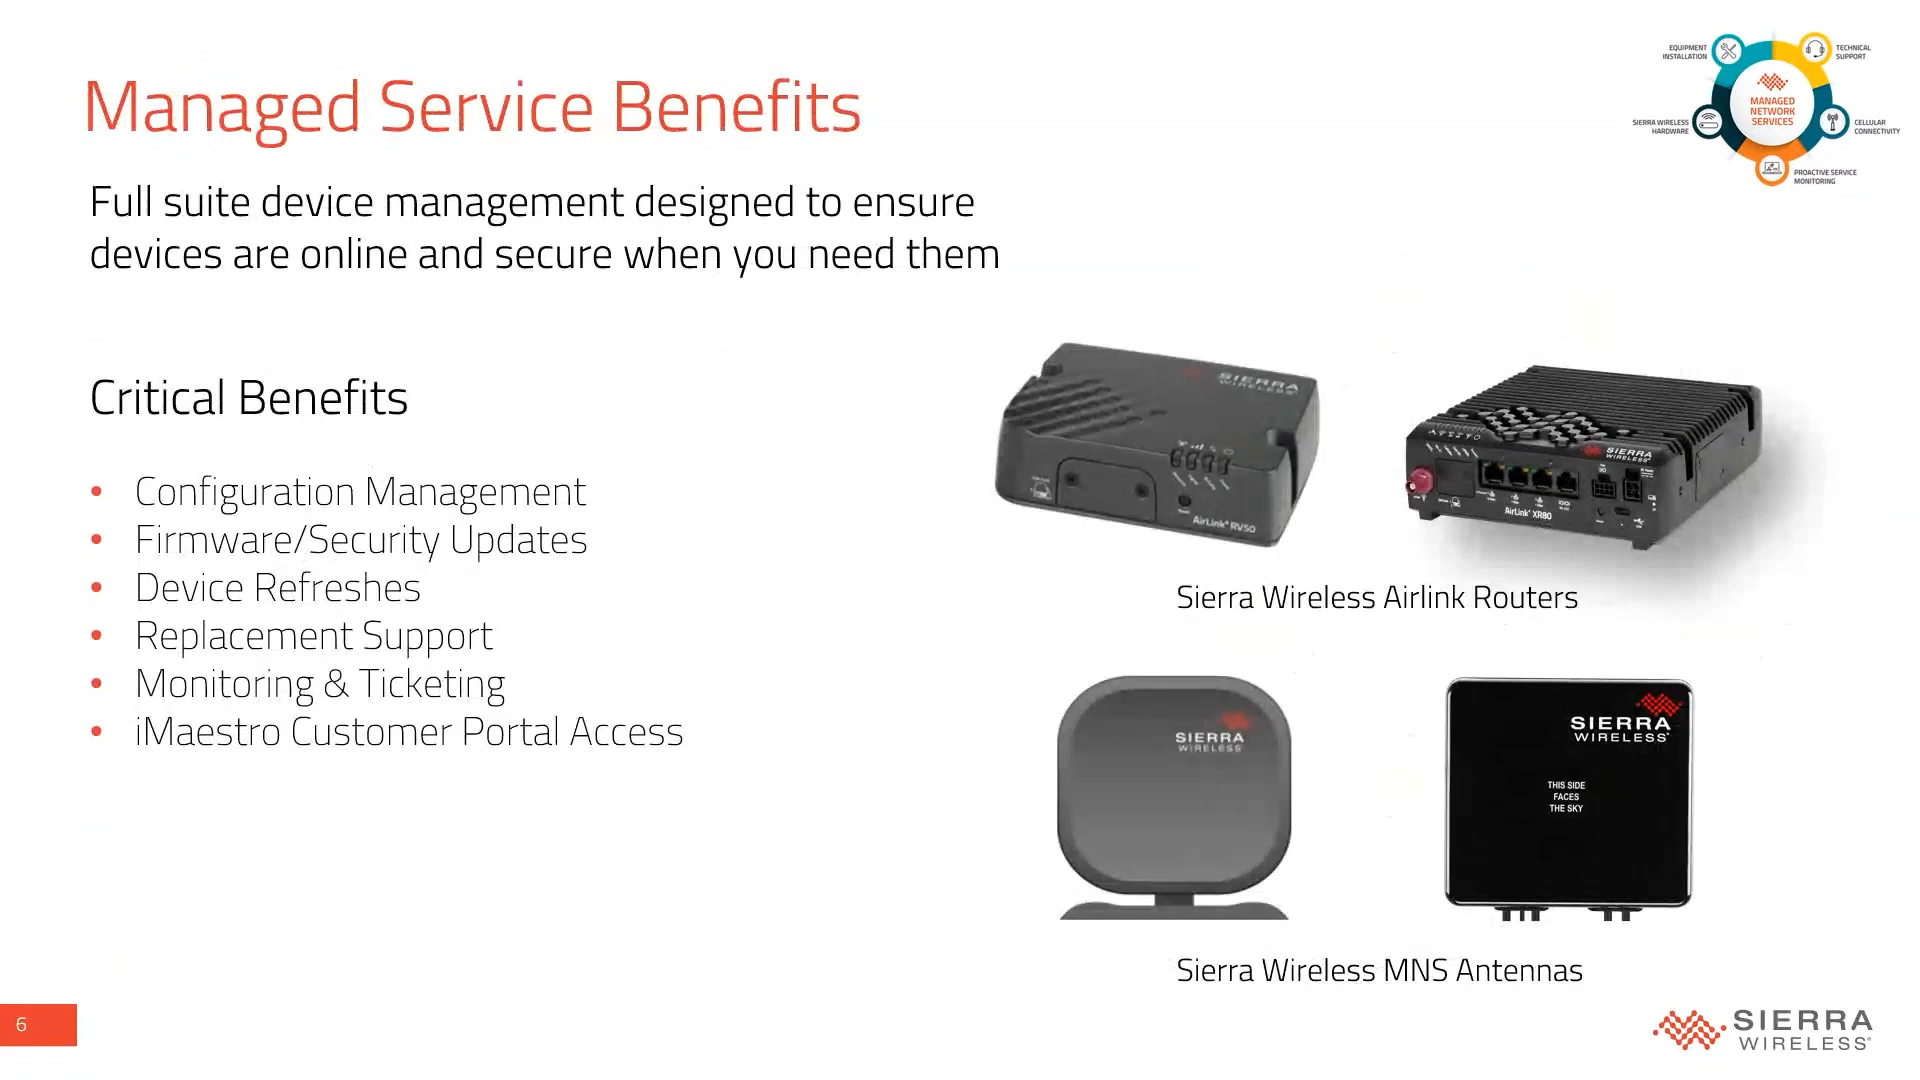 Managed Service Benefits
EQUIPMENT
INSTALLATION
TECHNICAL
SUPPORT
MANAGED
NETWORK
SERVICES
SIERRA WIRELESS
HARDWARE
CELLULAR
CONNECTIVITY
PROACTIVE SERVICE
MONITORING
Full suite device management designed to ensure
devices are online and secure when you need them
Critical Benefits
• Configuration Management
• Firmware/Security Updates
• Device Refreshes
• Replacement Support
• Monitoring & Ticketing
• iMaestro Customer Portal Access
SIERRA
WIRELESS
AirLink® RV50
SIERRA
WIRELESS
AirLink® XR80
Sierra Wireless Airlink Routers
SIERRA
WIRELESS
SIERRA
WIRELESS
THIS SIDE
FACES
THE SKY
Sierra Wireless MNS Antennas
6
SIERRA
WIRELESS®